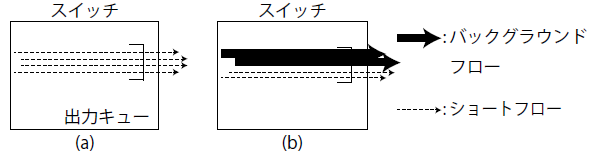 スイッチ
出力キュー
(a)
スイッチ
(b)
:バックグラウンド
フロー
:ショートフロー